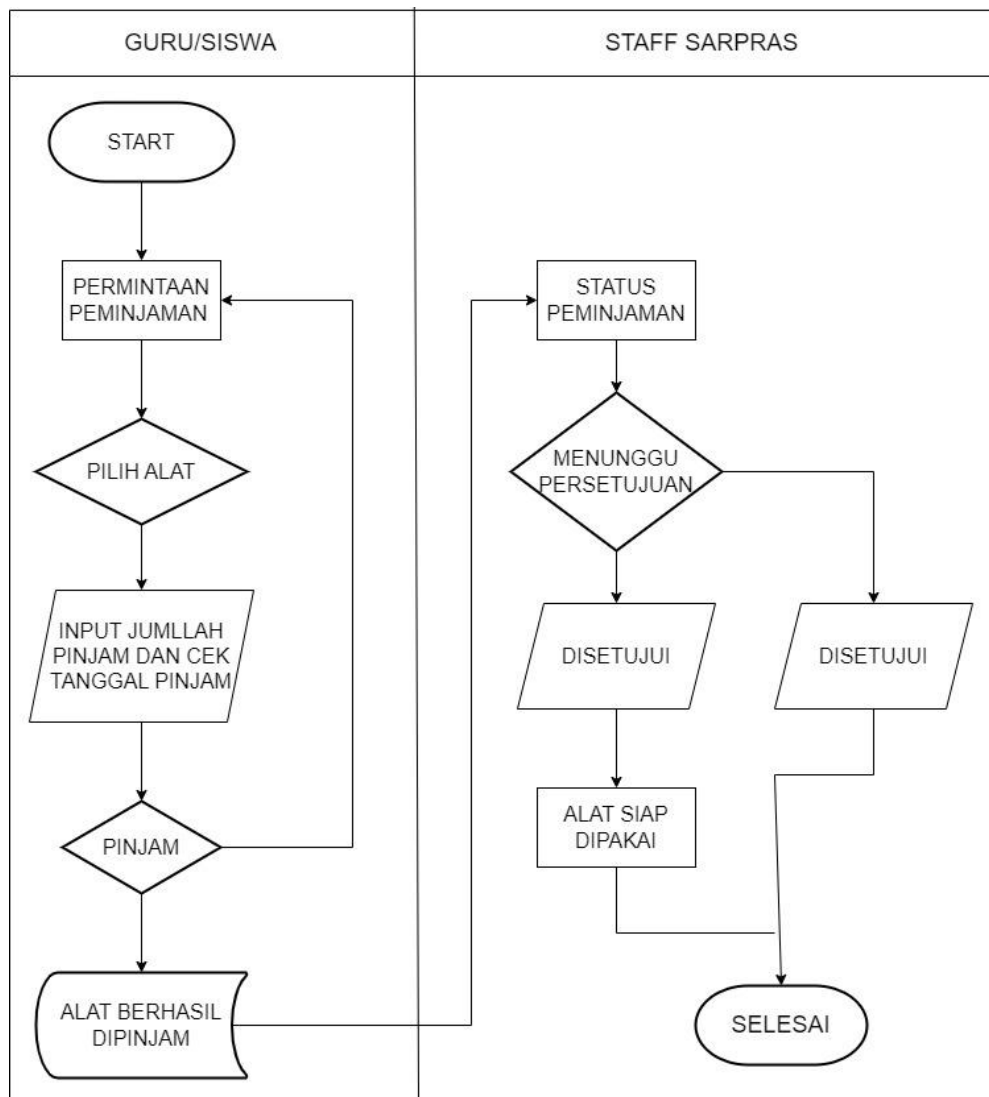 GURU/SISWA
STAFF SARPRAS
START
PERMINTAAN
PEMINJAMAN
PILIH ALAT
INPUT JUMLLAH
PINJAM DAN CEK
TANGGAL PINJAM
PINJAM
ALAT BERHASIL
DIPINJAM
STATUS
PEMINJAMAN
MENUNGGU
PERSETUJUAN
DISETUJUI
DISETUJUI
ALAT SIAP
DIPAKAI
SELESAI